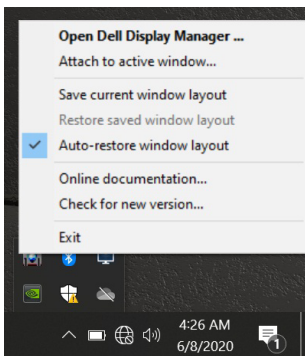 Open Dell Display Manager ...
Attach to active window...
Save current window layout
Restore saved window layout
Auto-restore window layout
Online documentation...
Check for new version...
Exit
4:26 AM
6/8/2020
1